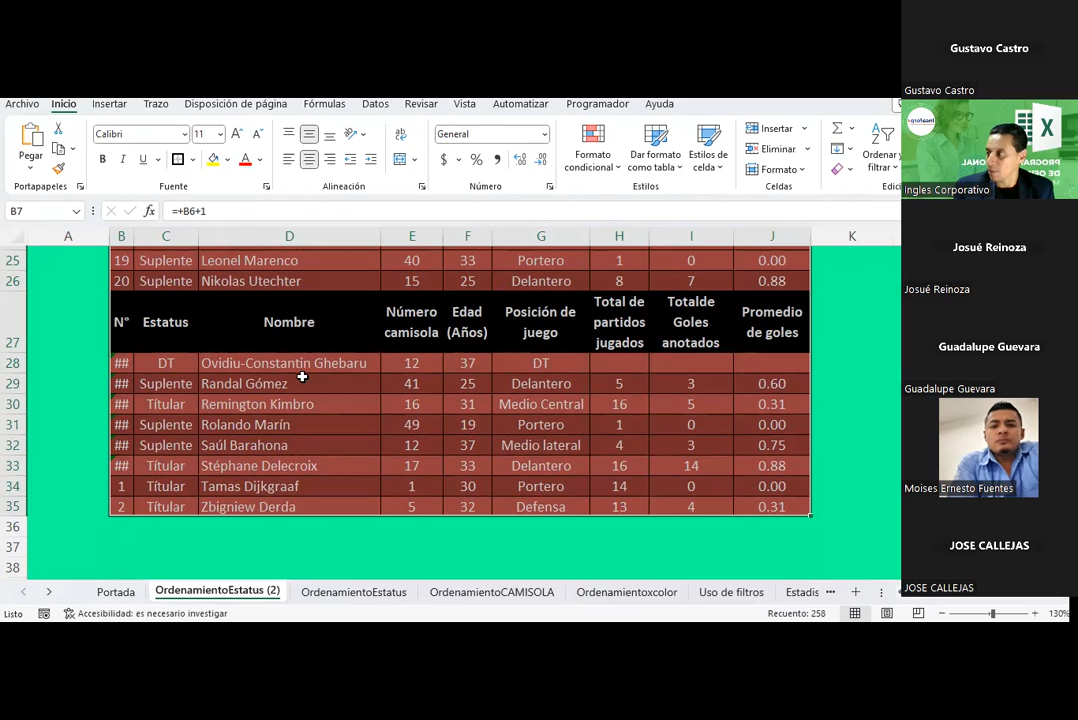 Archivo Inicio Insertar Trazo Disposición de página Fórmulas Datos Revisar Vista Automatizar Programador Ayuda
Pegar
Calibri 11
General
Formato condicional
Dar formato como tabla
Estilos de celda
Insertar
Eliminar
Formato
Ordenar y
filtrar
Portapapeles Fuente Alineación Número Estilos Celdas
B7 =+B6+1
A B C D E F G H I J K
25 19 Suplente Leonel Marenco 40 33 Portero 1 0 0.00
26 20 Suplente Nikolas Utechter 15 25 Delantero 8 7 0.88
27 N° Estatus Nombre Número camisola Edad (Años) Posición de juego Total de partidos jugados Totalde Goles anotados Promedio de goles
28 ## DT Ovidiu-Constantin Ghebaru 12 37 DT
29 ## Suplente Randal Gómez 41 25 Delantero 5 3 0.60
30 ## Títular Remington Kimbro 16 31 Medio Central 16 5 0.31
31 ## Suplente Rolando Marín 49 19 Portero 1 0 0.00
32 ## Suplente Saúl Barahona 12 37 Medio lateral 4 3 0.75
33 ## Títular Stéphane Delecroix 17 33 Delantero 16 14 0.88
34 1 Títular Tamas Dijkgraaf 1 30 Portero 14 0 0.00
35 2 Títular Zbigniew Derda 5 32 Defensa 13 4 0.31
36
37
38
Portada OrdenamientoEstatus (2) OrdenamientoEstatus OrdenamientoCAMISOLA Ordenamientoxcolor Uso de filtros Estadis
Listo Accesibilidad: es necesario investigar Recuento: 258 130%
Gustavo Castro
Gustavo Castro
Ingles Corporativo
Josué Reinoza
Josué Reinoza
Guadalupe Guevara
Guadalupe Guevara
Moises Ernesto Fuentes
JOSE CALLEJAS
JOSE CALLEJAS